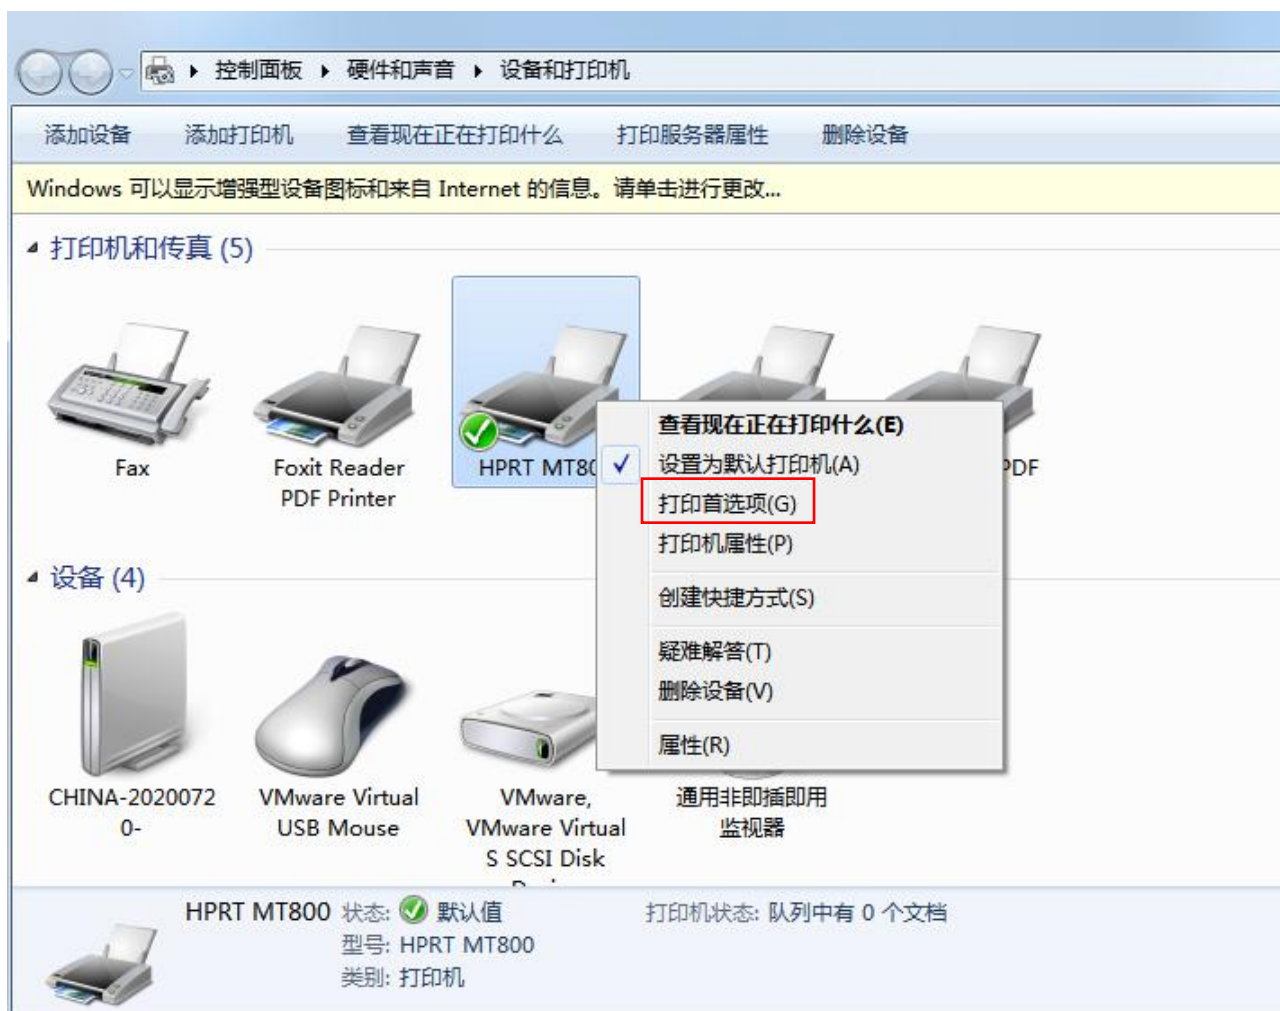 控制面板 ▸ 硬件和声音 ▸ 设备和打印机
添加设备 添加打印机 查看现在正在打印什么 打印服务器属性 删除设备
Windows 可以显示增强型设备图标和来自 Internet 的信息。请单击进行更改...
打印机和传真 (5)
Fax
Foxit Reader
PDF Printer
HPRT MT80
PDF
查看现在正在打印什么(E)
设置为默认打印机(A)
打印首选项(G)
打印机属性(P)
创建快捷方式(S)
疑难解答(T)
删除设备(V)
属性(R)
设备 (4)
CHINA-2020072
0-
VMware Virtual
USB Mouse
VMware,
VMware Virtual
S SCSI Disk
通用非即插即用
监视器
HPRT MT800 状态: 默认值 打印机状态: 队列中有 0 个文档
型号: HPRT MT800
类别: 打印机